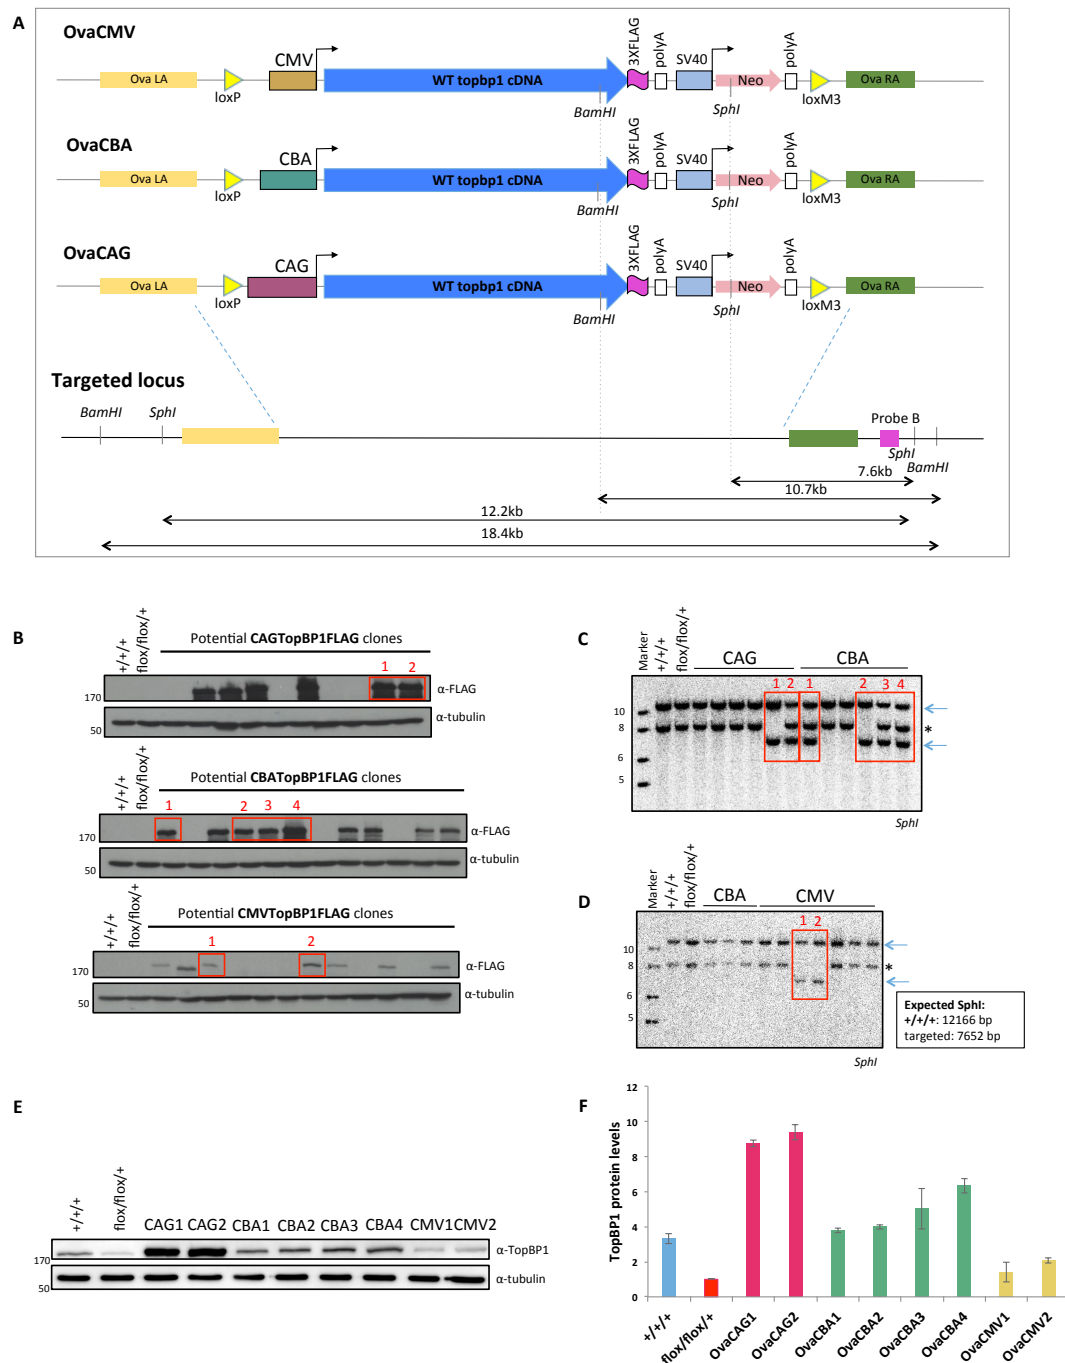 A
OvaCMV
Ova LA
loxP
CMV
WT topbp1 cDNA
BamHI
3XFLAG
polyA
SV40
Neo
SphI
polyA
loxM3
Ova RA
OvaCBA
Ova LA
loxP
CBA
WT topbp1 cDNA
BamHI
3XFLAG
polyA
SV40
Neo
SphI
polyA
loxM3
Ova RA
OvaCAG
Ova LA
loxP
CAG
WT topbp1 cDNA
BamHI
3XFLAG
polyA
SV40
Neo
SphI
polyA
loxM3
Ova RA
Targeted locus
BamHI
SphI
Probe B
SphI
BamHI
7.6kb
10.7kb
12.2kb
18.4kb
B
+/+/+
flox/flox/+
Potential CAGTopBP1FLAG clones
1 2
170
α-FLAG
50
α-tubulin
+/+/+
flox/flox/+
Potential CBATopBP1FLAG clones
1 2 3 4
170
α-FLAG
50
α-tubulin
+/+/+
flox/flox/+
Potential CMVTopBP1FLAG clones
1 2
170
α-FLAG
50
α-tubulin
C
Marker
+/+/+
flox/flox/+
CAG
CBA
1 2 1 2 3 4
10
8
*
6
5
SphI
D
Marker
+/+/+
flox/flox/+
CBA
CMV
1 2
10
8
*
6
5
SphI
Expected SphI:
+/+/+: 12166 bp
targeted: 7652 bp
E
+/+/+
flox/flox/+
CAG1 CAG2 CBA1 CBA2 CBA3 CBA4 CMV1 CMV2
170
α-TopBP1
50
α-tubulin
F
TopBP1 protein levels
12
10
8
6
4
2
0
+/+/+
flox/flox/+
OvaCAG1
OvaCAG2
OvaCBA1
OvaCBA2
OvaCBA3
OvaCBA4
OvaCMV1
OvaCMV2